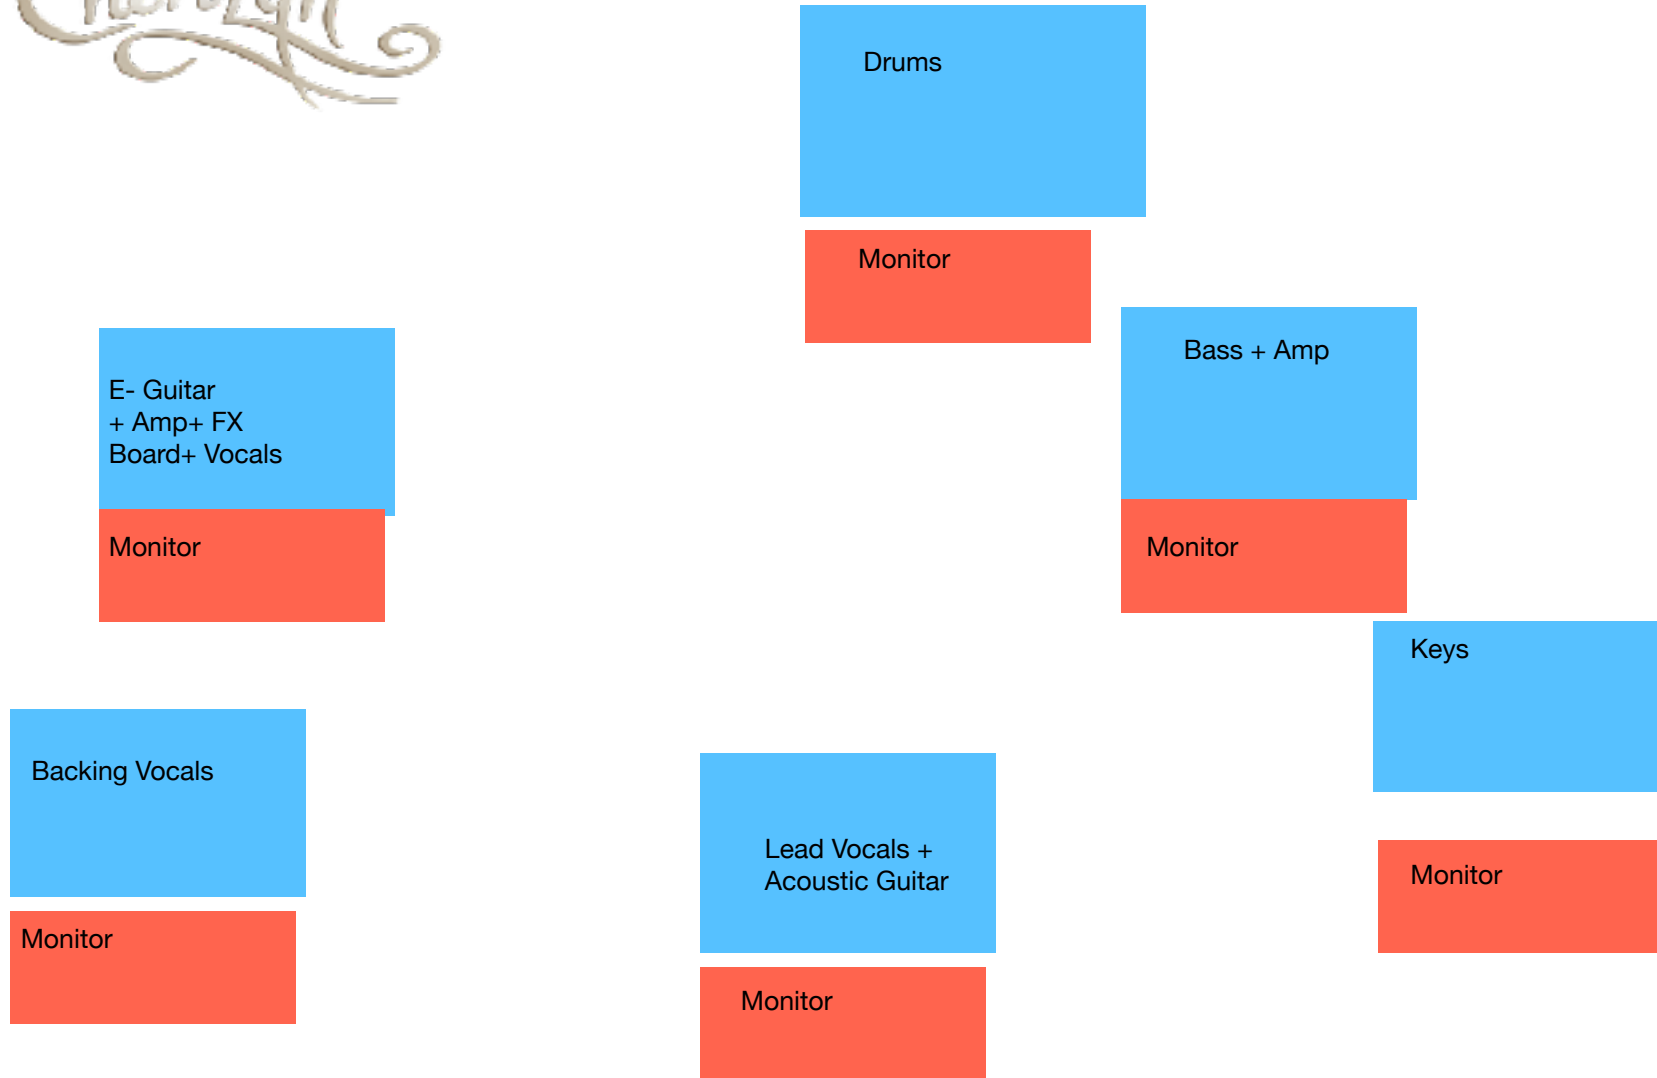 Drums
Monitor
Bass + Amp
E- Guitar
+ Amp+ FX
Board+ Vocals
Monitor
Monitor
Keys
Backing Vocals
Lead Vocals +
Acoustic Guitar
Monitor
Monitor
Monitor